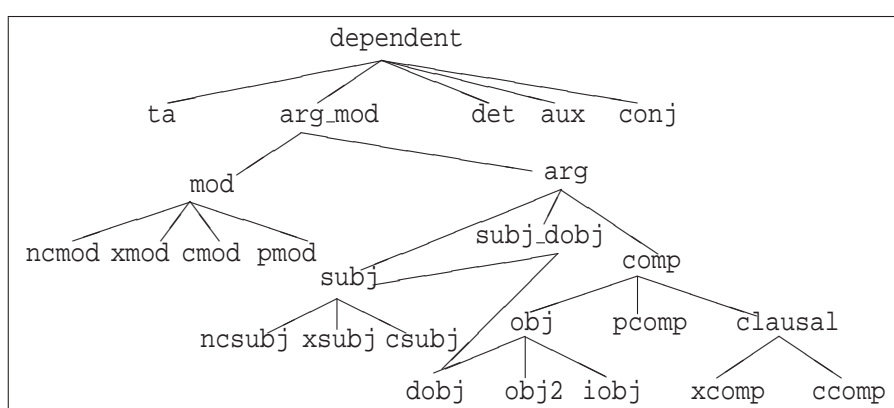 dependent
ta arg_mod det aux conj
mod arg
ncmod xmod cmod pmod subj_dobj
subj comp
ncsubj xsubj csubj obj pcomp clausal
dobj obj2 iobj xcomp ccomp